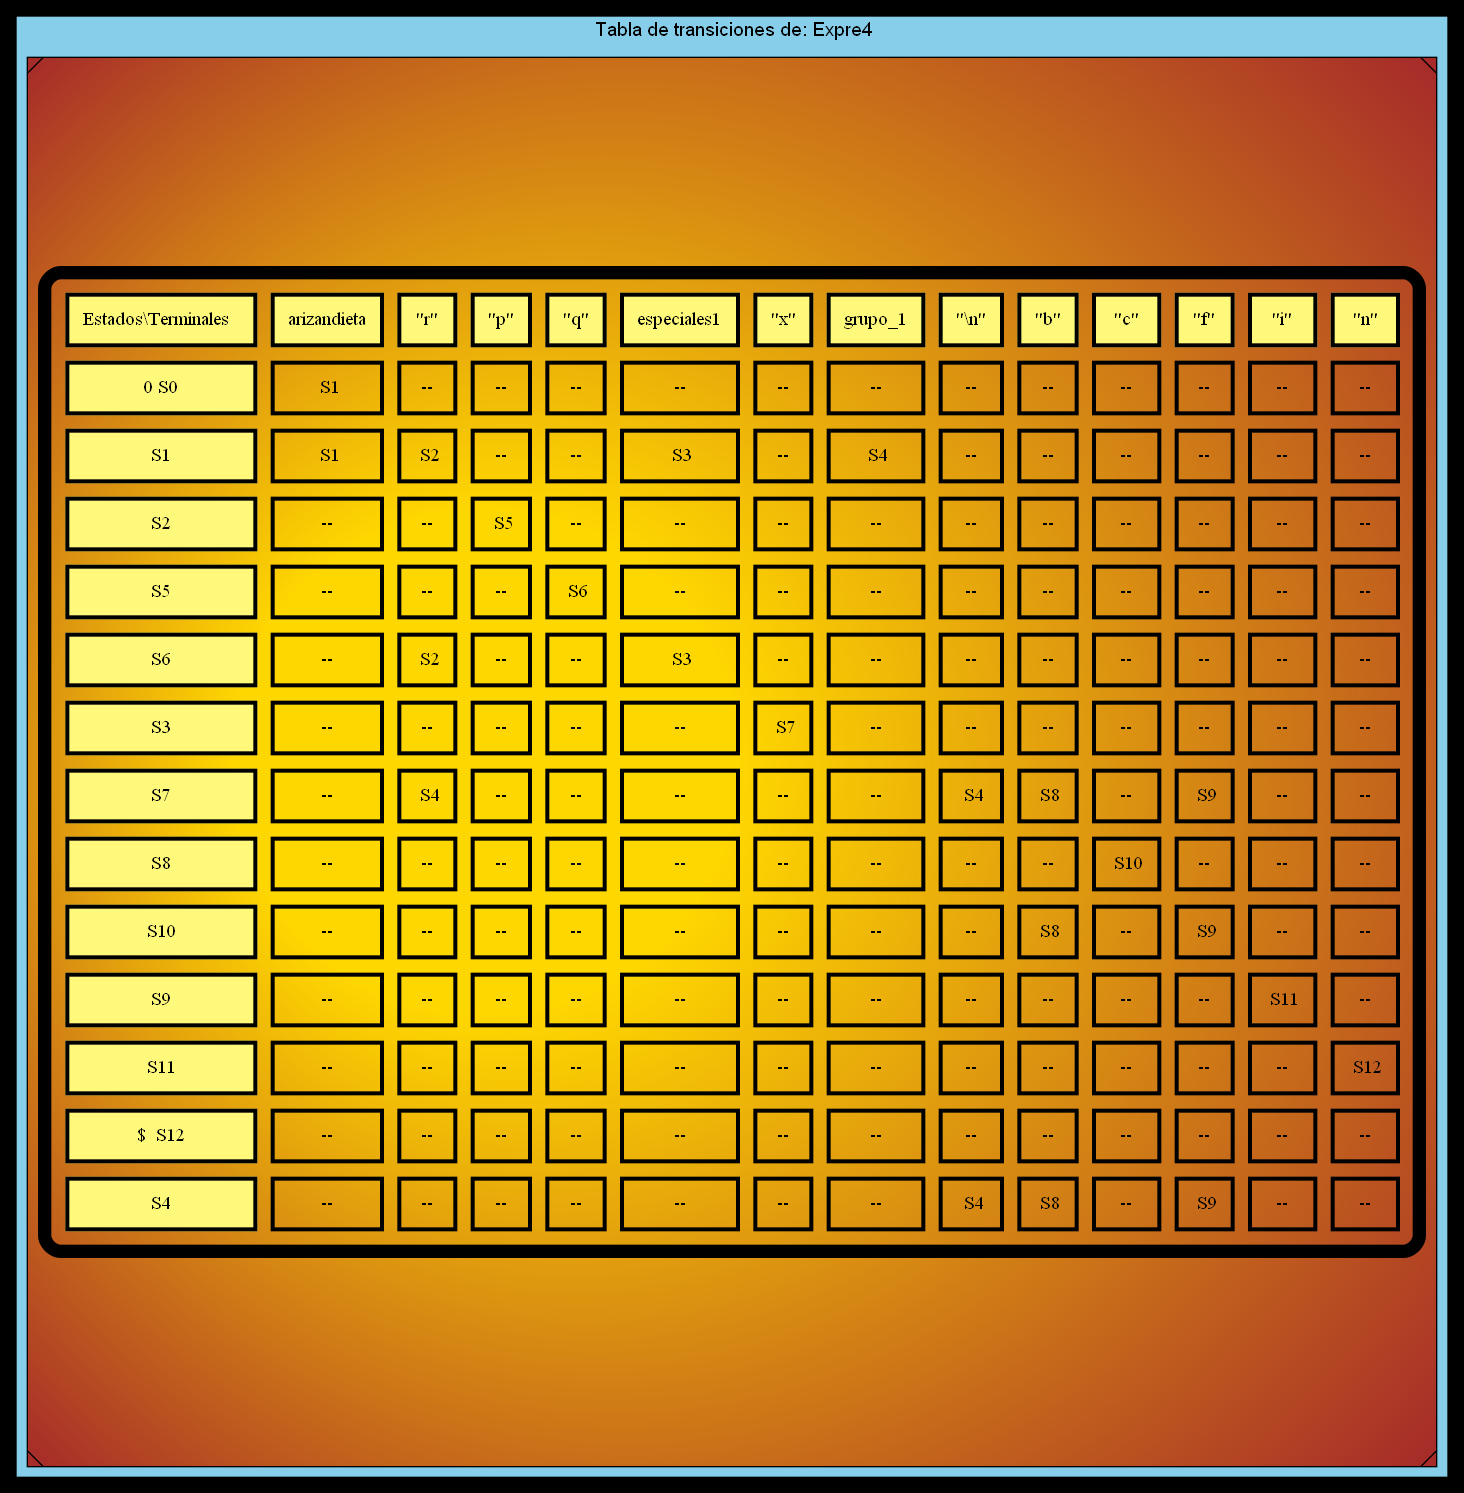 Tabla de transiciones de: Expre4
Estados\Terminales arizandieta "r" "p" "q" especiales1 "x" grupo_1 "\n" "b" "c" "f" "i" "n"
0 S0 S1 -- -- -- -- -- -- -- -- -- -- -- --
S1 S1 S2 -- -- S3 -- S4 -- -- -- -- -- --
S2 -- -- S5 -- -- -- -- -- -- -- -- -- --
S5 -- -- -- S6 -- -- -- -- -- -- -- -- --
S6 -- S2 -- -- S3 -- -- -- -- -- -- -- --
S3 -- -- -- -- -- S7 -- -- -- -- -- -- --
S7 -- S4 -- -- -- -- -- S4 S8 -- S9 -- --
S8 -- -- -- -- -- -- -- -- -- S10 -- -- --
S10 -- -- -- -- -- -- -- -- S8 -- S9 -- --
S9 -- -- -- -- -- -- -- -- -- -- -- S11 --
S11 -- -- -- -- -- -- -- -- -- -- -- -- S12
$ S12 -- -- -- -- -- -- -- -- -- -- -- -- --
S4 -- -- -- -- -- -- -- S4 S8 -- S9 -- --